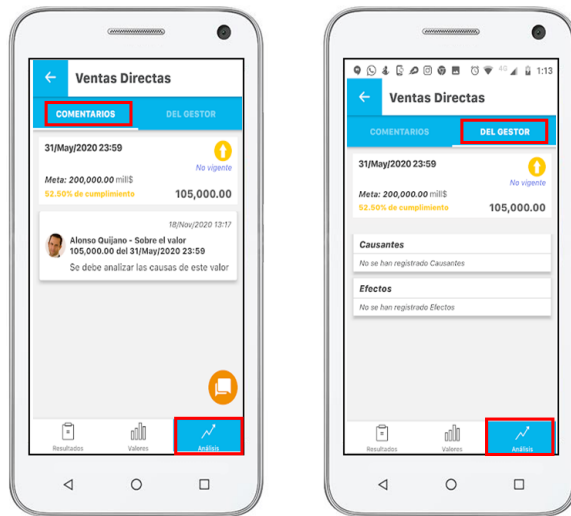 Ventas Directas
COMENTARIOS DEL GESTOR
31/May/2020 23:59
No vigente
Meta: 200,000.00 mill$
52.50% de cumplimiento 105,000.00
18/Nov/2020 13:17
Alonso Quijano - Sobre el valor
105,000.00 del 31/May/2020 23:59
Se debe analizar las causas de este valor
Resultados Valores Análisis
4G 1:13
Ventas Directas
COMENTARIOS DEL GESTOR
31/May/2020 23:59
No vigente
Meta: 200,000.00 mill$
52.50% de cumplimiento 105,000.00
Causantes
No se han registrado Causantes
Efectos
No se han registrado Efectos
Resultados Valores Análisis